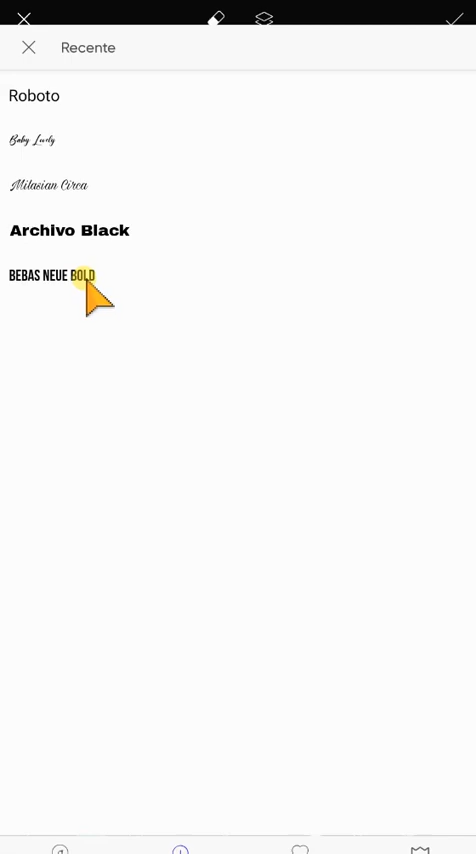 Recente
Roboto
Baby Lovely
Milasian Circa
Archivo Black
BEBAS NEUE BOLD